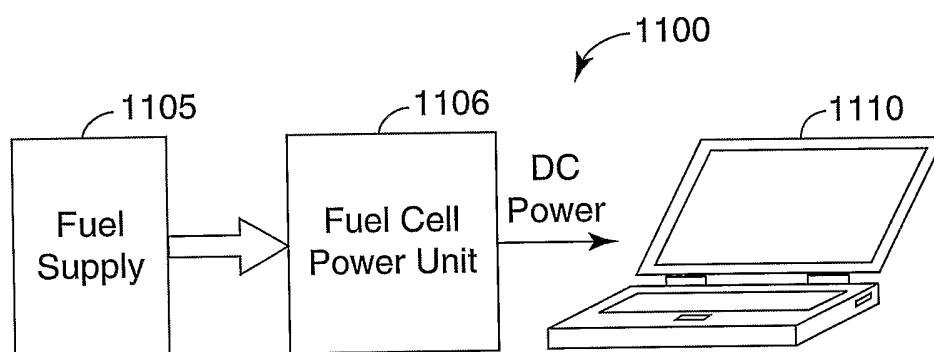 1100
1105
1106
1110
Fuel
Supply
Fuel Cell
Power Unit
DC
Power